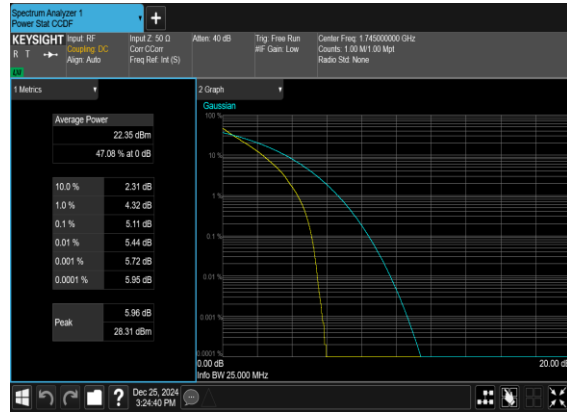 Spectrum Analyzer 1
Power Stat CCDF
KEYSIGHT
R T
Input: RF
Coupling: DC
Align: Auto
Input Z: 50 Ω
Corr CCorr
Freq Ref: Int (S)
Atten: 40 dB
Trig: Free Run
#IF Gain: Low
Center Freq: 1.745000000 GHz
Counts: 1.00 M/1.00 Mpt
Radio Std: None
1 Metrics
Average Power
22.35 dBm
47.08 % at 0 dB
10.0 % 2.31 dB
1.0 % 4.32 dB
0.1 % 5.11 dB
0.01 % 5.44 dB
0.001 % 5.72 dB
0.0001 % 5.95 dB
Peak
5.96 dB
28.31 dBm
2 Graph
Gaussian
100 %
10 %
1 %
0.1 %
0.01 %
0.001 %
0.0001 %
0.00 dB
20.00 dB
Info BW 25.000 MHz
?
Dec 25, 2024
3:24:40 PM